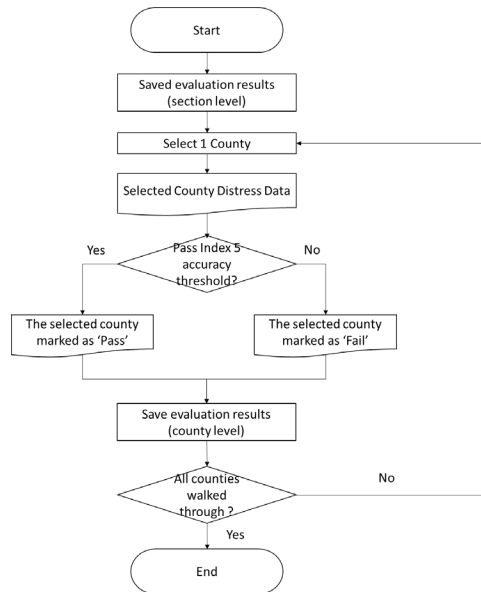 Start
Saved evaluation results
(section level)
Select 1 County
Selected County Distress Data
Pass Index 5
accuracy
threshold?
Yes
No
The selected county
marked as ‘Pass’
The selected county
marked as ‘Fail’
Save evaluation results
(county level)
All counties
walked
through ?
No
Yes
End